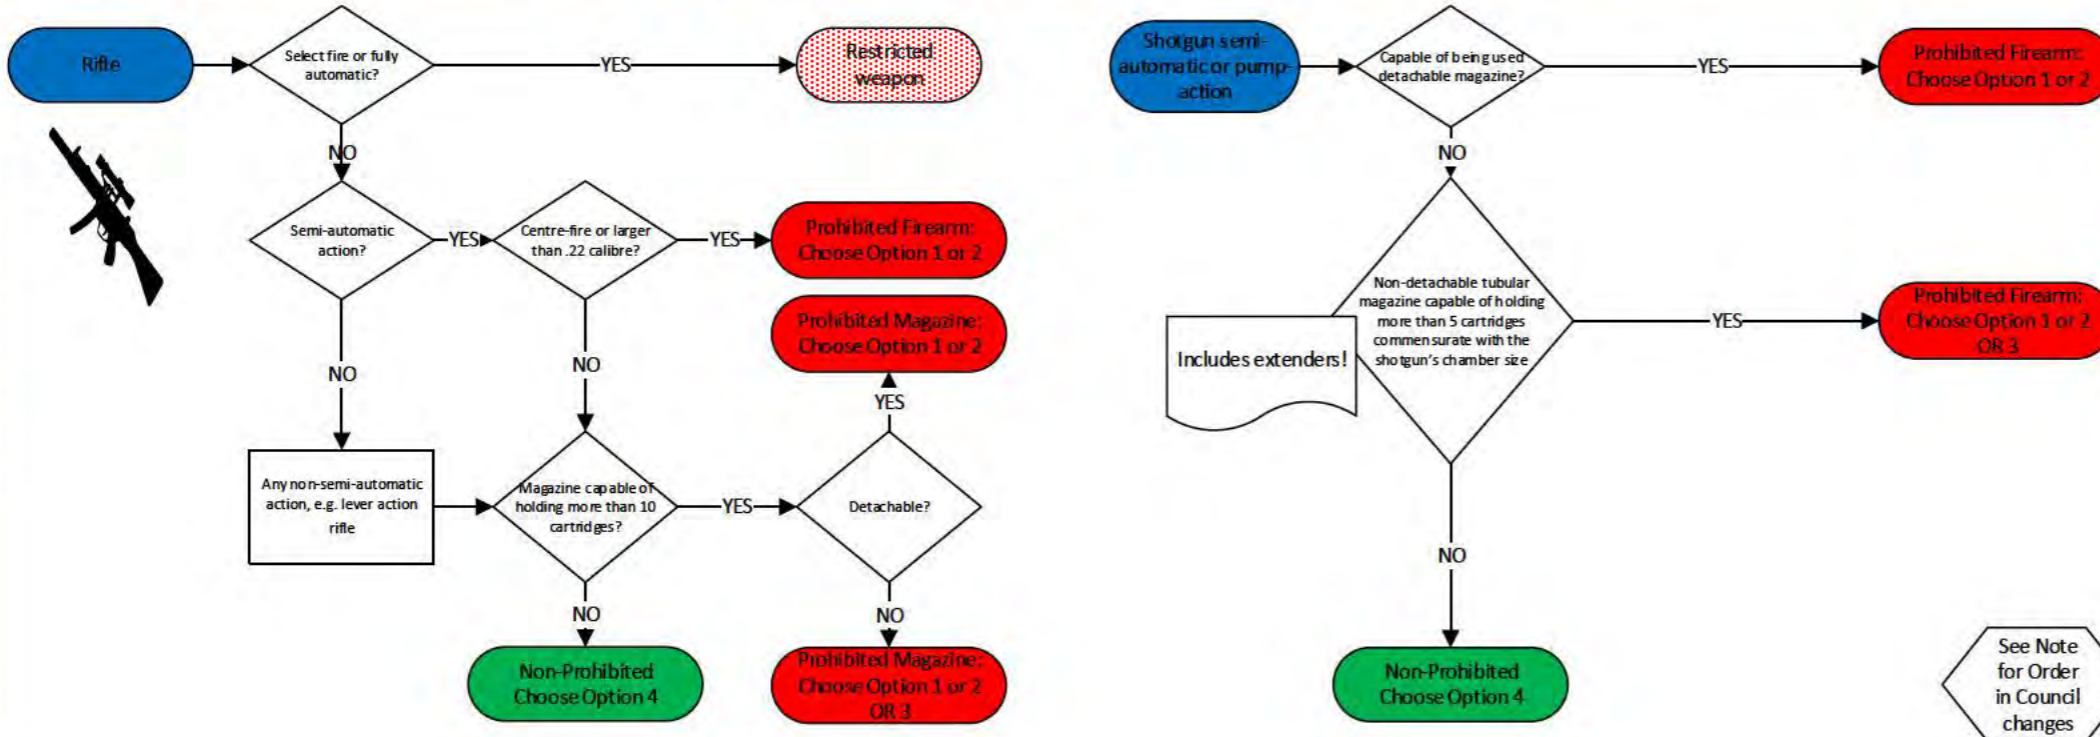 Rifle
Select fire or fully
automatic?
YES
Restricted
weapon
NO
Semi-automatic
action?
YES
Centre-fire or larger
than .22 calibre?
YES
Prohibited Firearm:
Choose Option 1 or 2
Prohibited Magazine:
Choose Option 1 or 2
NO
NO
YES
Any non-semi-automatic
action, e.g. lever action
rifle
Magazine capable of
holding more than 10
cartridges?
YES
Detachable?
NO
NO
Non-Prohibited
Choose Option 4
Prohibited Magazine:
Choose Option 1 or 2
OR 3
Shotgun semi-
automatic or pump-
action
Capable of being used
detachable magazine?
YES
Prohibited Firearm:
Choose Option 1 or 2
NO
Non-detachable tubular
magazine capable of holding
more than 5 cartridges
commensurate with the
shotgun's chamber size
Includes extenders!
YES
Prohibited Firearm:
Choose Option 1 or 2
OR 3
NO
Non-Prohibited
Choose Option 4
See Note
for Order
in Council
changes